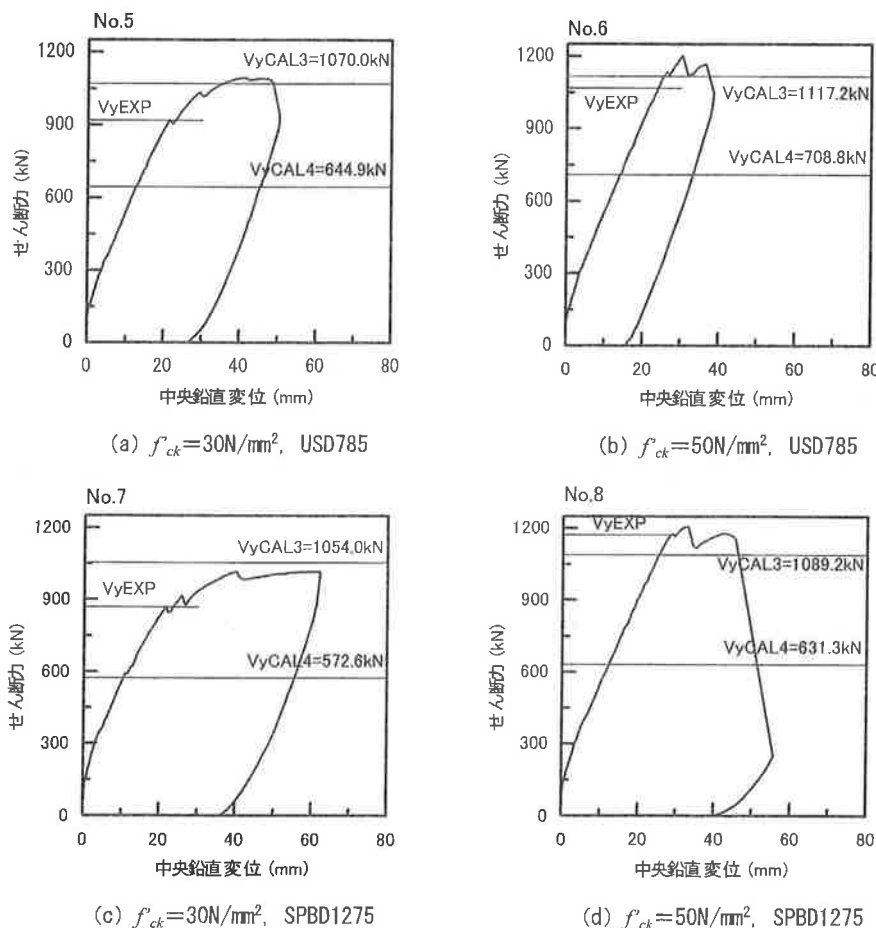 No.5
1200
VyCAL3=1070.0kN
VyEXP
900
VyCAL4=644.9kN
600
300
0
せん断力 (kN)
0 20 40 60 80
中央鉛直変位 (mm)
(a) f'ck=30N/mm², USD785
No.6
1200
VyCAL3=1117.2kN
VyEXP
900
VyCAL4=708.8kN
600
300
0
せん断力 (kN)
0 20 40 60 80
中央鉛直変位 (mm)
(b) f'ck=50N/mm², USD785
No.7
1200
VyCAL3=1054.0kN
VyEXP
900
VyCAL4=572.6kN
600
300
0
せん断力 (kN)
0 20 40 60 80
中央鉛直変位 (mm)
(c) f'ck=30N/mm², SPBD1275
No.8
1200
VyEXP
VyCAL3=1089.2kN
900
VyCAL4=631.3kN
600
300
0
せん断力 (kN)
0 20 40 60 80
中央鉛直変位 (mm)
(d) f'ck=50N/mm², SPBD1275